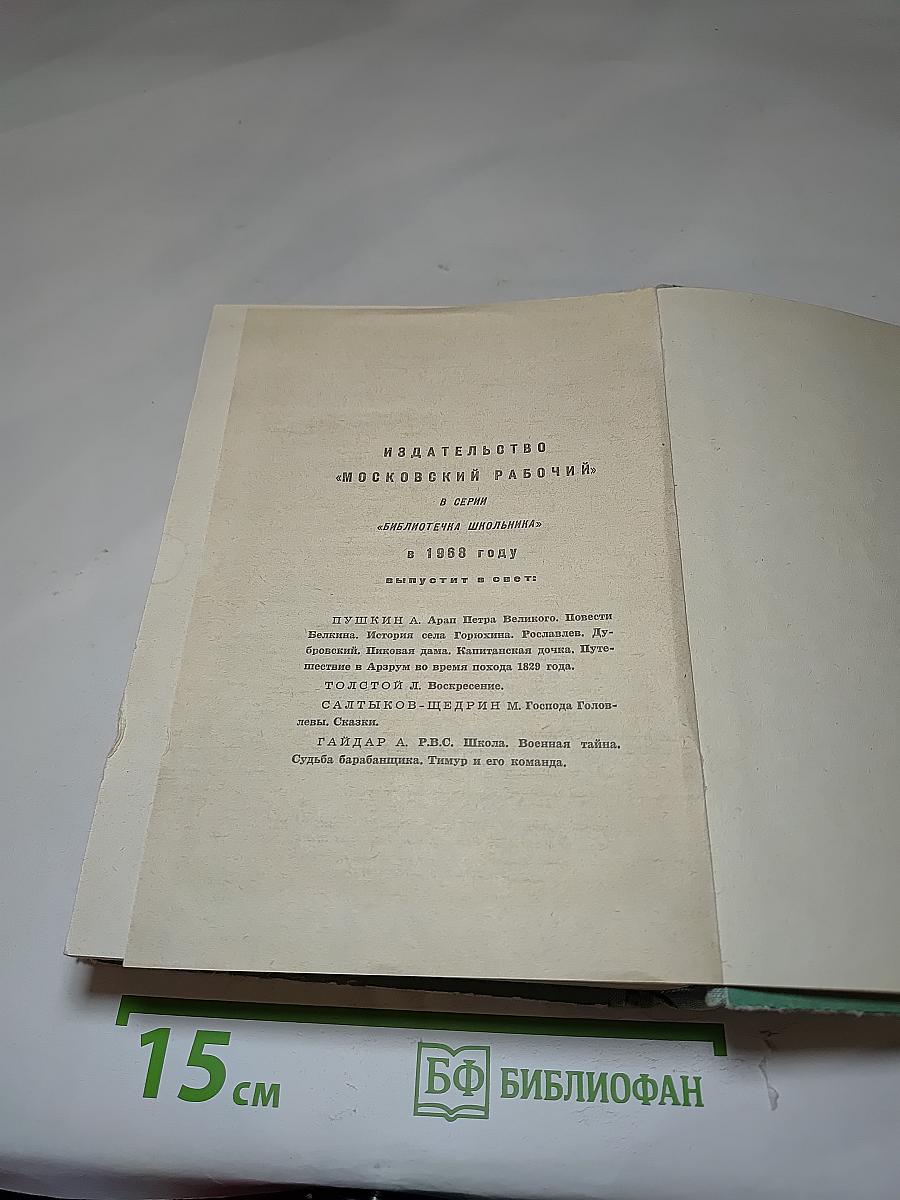 ИЗДАТЕЛЬСТВО
«МОСКОВСКИЙ РАБОЧИЙ»
В СЕРИИ
«БИБЛИОТЕЧКА ШКОЛЬНИКА»
в 1968 году
выпустит в свет:
ПУШКИН А. Арап Петра Великого. Повести
Белкина. История села Горюхина. Рославлев. Ду-
бровский. Пиковая дама. Капитанская дочка. Путе-
шествие в Арзрум во время похода 1829 года.
ТОЛСТОЙ Л. Воскресение.
САЛТЫКОВ-ЩЕДРИН М. Господа Голов-
левы. Сказки.
ГАЙДАР А. Р.В.С. Школа. Военная тайна.
Судьба барабанщика. Тимур и его команда.
15 см
БФ БИБЛИОФАН